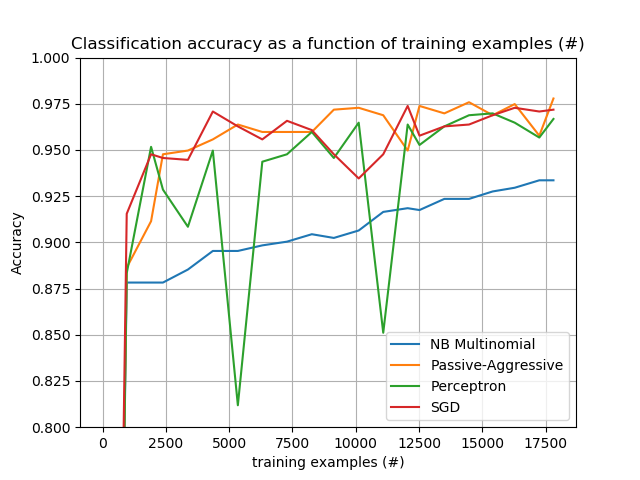 Classification accuracy as a function of training examples (#)
1.000
0.975
0.950
0.925
0.900
0.875
0.850
0.825
0.800
Accuracy
NB Multinomial
Passive-Aggressive
Perceptron
SGD
0 2500 5000 7500 10000 12500 15000 17500
training examples (#)